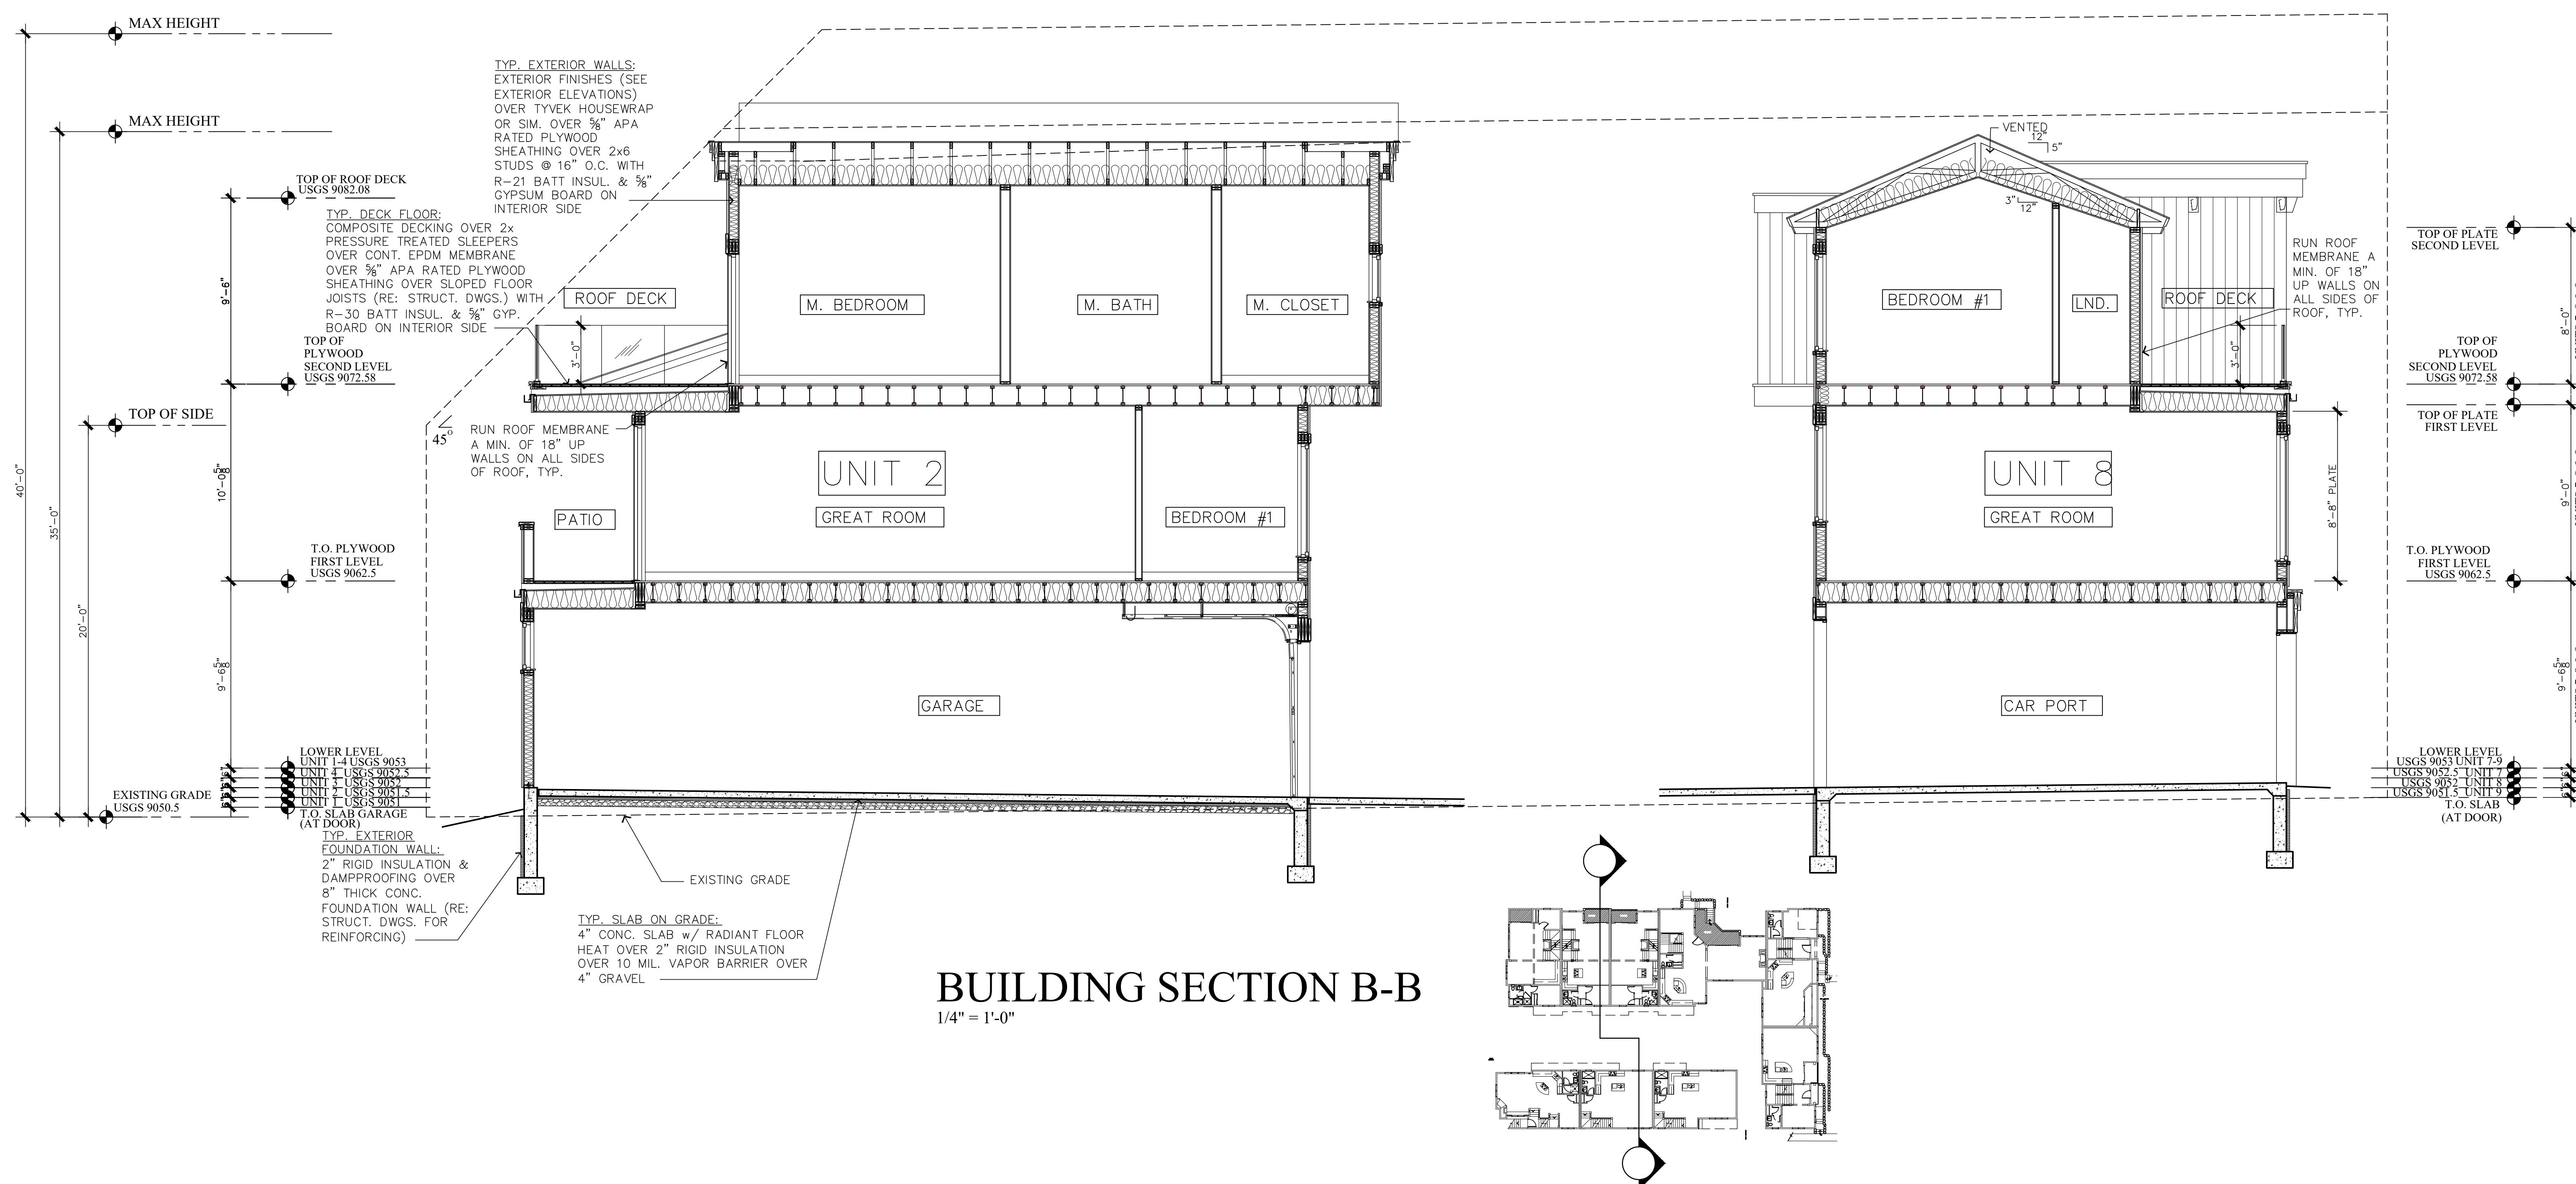 MAX HEIGHT
MAX HEIGHT
TOP OF ROOF DECK
USGS 9082.08
TYP. EXTERIOR WALLS:
EXTERIOR FINISHES (SEE
EXTERIOR ELEVATIONS)
OVER TYVEK HOUSEWRAP
OR SIM. OVER ⅝" APA
RATED PLYWOOD
SHEATHING OVER 2x6
STUDS @ 16" O.C. WITH
R-21 BATT INSUL. & ⅝"
GYPSUM BOARD ON
INTERIOR SIDE
TYP. DECK FLOOR:
COMPOSITE DECKING OVER 2x
PRESSURE TREATED SLEEPERS
OVER CONT. EPDM MEMBRANE
OVER ⅝" APA RATED PLYWOOD
SHEATHING OVER SLOPED FLOOR
JOISTS (RE: STRUCT. DWGS.) WITH
R-30 BATT INSUL. & ⅝" GYP.
BOARD ON INTERIOR SIDE
TOP OF
PLYWOOD
SECOND LEVEL
USGS 9072.58
TOP OF SIDE
T.O. PLYWOOD
FIRST LEVEL
USGS 9062.5
LOWER LEVEL
UNIT 1-4 USGS 9053
UNIT 4 USGS 9052.5
UNIT 3 USGS 9052
UNIT 2 USGS 9051.5
UNIT 1 USGS 9051
T.O. SLAB GARAGE
(AT DOOR)
EXISTING GRADE
USGS 9050.5
40'-0"
35'-0"
20'-0"
9'-6"
10'-0⅝"
9'-6⅝"
6"
45°
ROOF DECK
3'-0"
M. BEDROOM
M. BATH
M. CLOSET
RUN ROOF MEMBRANE
A MIN. OF 18" UP
WALLS ON ALL SIDES
OF ROOF, TYP.
PATIO
UNIT 2
GREAT ROOM
BEDROOM #1
GARAGE
TYP. EXTERIOR
FOUNDATION WALL:
2" RIGID INSULATION &
DAMPPROOFING OVER
8" THICK CONC.
FOUNDATION WALL (RE:
STRUCT. DWGS. FOR
REINFORCING)
EXISTING GRADE
TYP. SLAB ON GRADE:
4" CONC. SLAB w/ RADIANT FLOOR
HEAT OVER 2" RIGID INSULATION
OVER 10 MIL. VAPOR BARRIER OVER
4" GRAVEL
VENTED
12"
5"
3"
12"
BEDROOM #1
LND.
ROOF DECK
3'-0"
RUN ROOF
MEMBRANE A
MIN. OF 18"
UP WALLS ON
ALL SIDES OF
ROOF, TYP.
UNIT 8
GREAT ROOM
8'-8" PLATE
CAR PORT
TOP OF PLATE
SECOND LEVEL
TOP OF
PLYWOOD
SECOND LEVEL
USGS 9072.58
TOP OF PLATE
FIRST LEVEL
T.O. PLYWOOD
FIRST LEVEL
USGS 9062.5
LOWER LEVEL
USGS 9053 UNIT 7-9
USGS 9052.5 UNIT 7
USGS 9052 UNIT 8
USGS 9051.5 UNIT 9
T.O. SLAB
(AT DOOR)
8'-0"
9'-0"
9'-6⅝"
BUILDING SECTION B-B
1/4" = 1'-0"